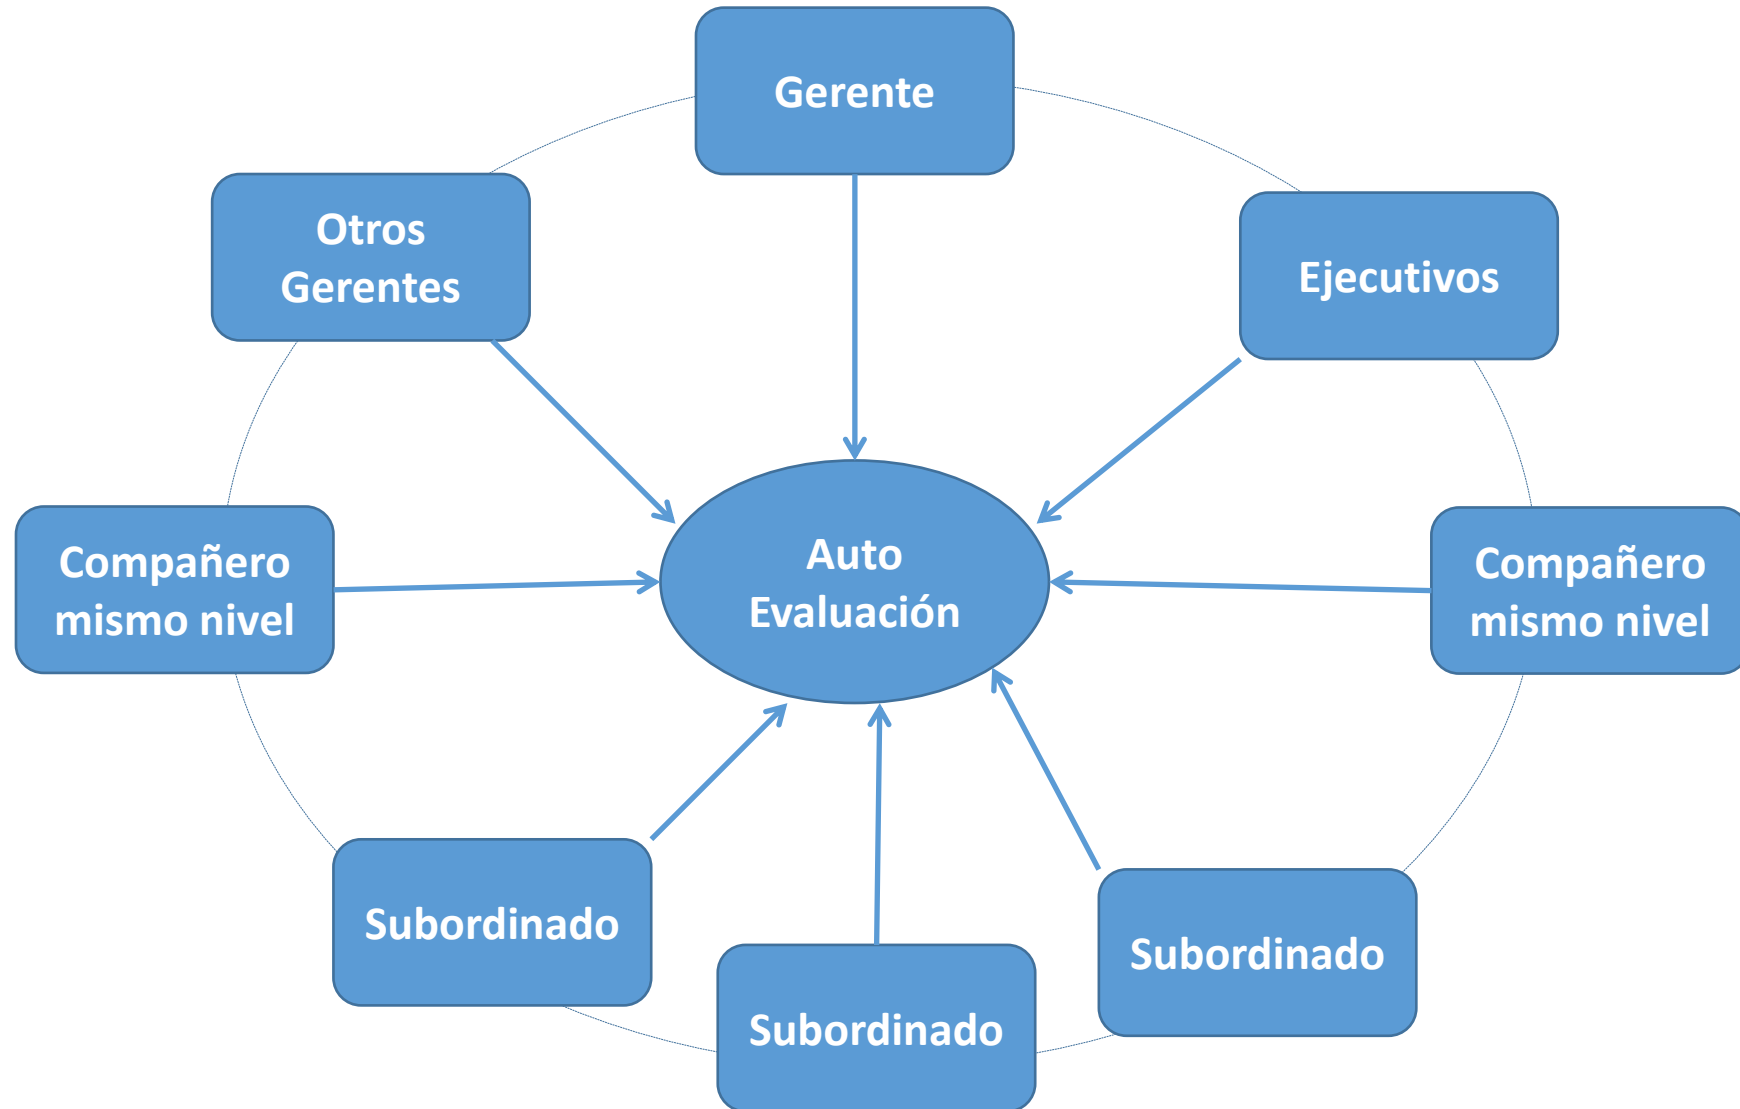 Gerente
Otros
Gerentes
Ejecutivos
Compañero
mismo nivel
Auto
Evaluación
Compañero
mismo nivel
Subordinado
Subordinado
Subordinado